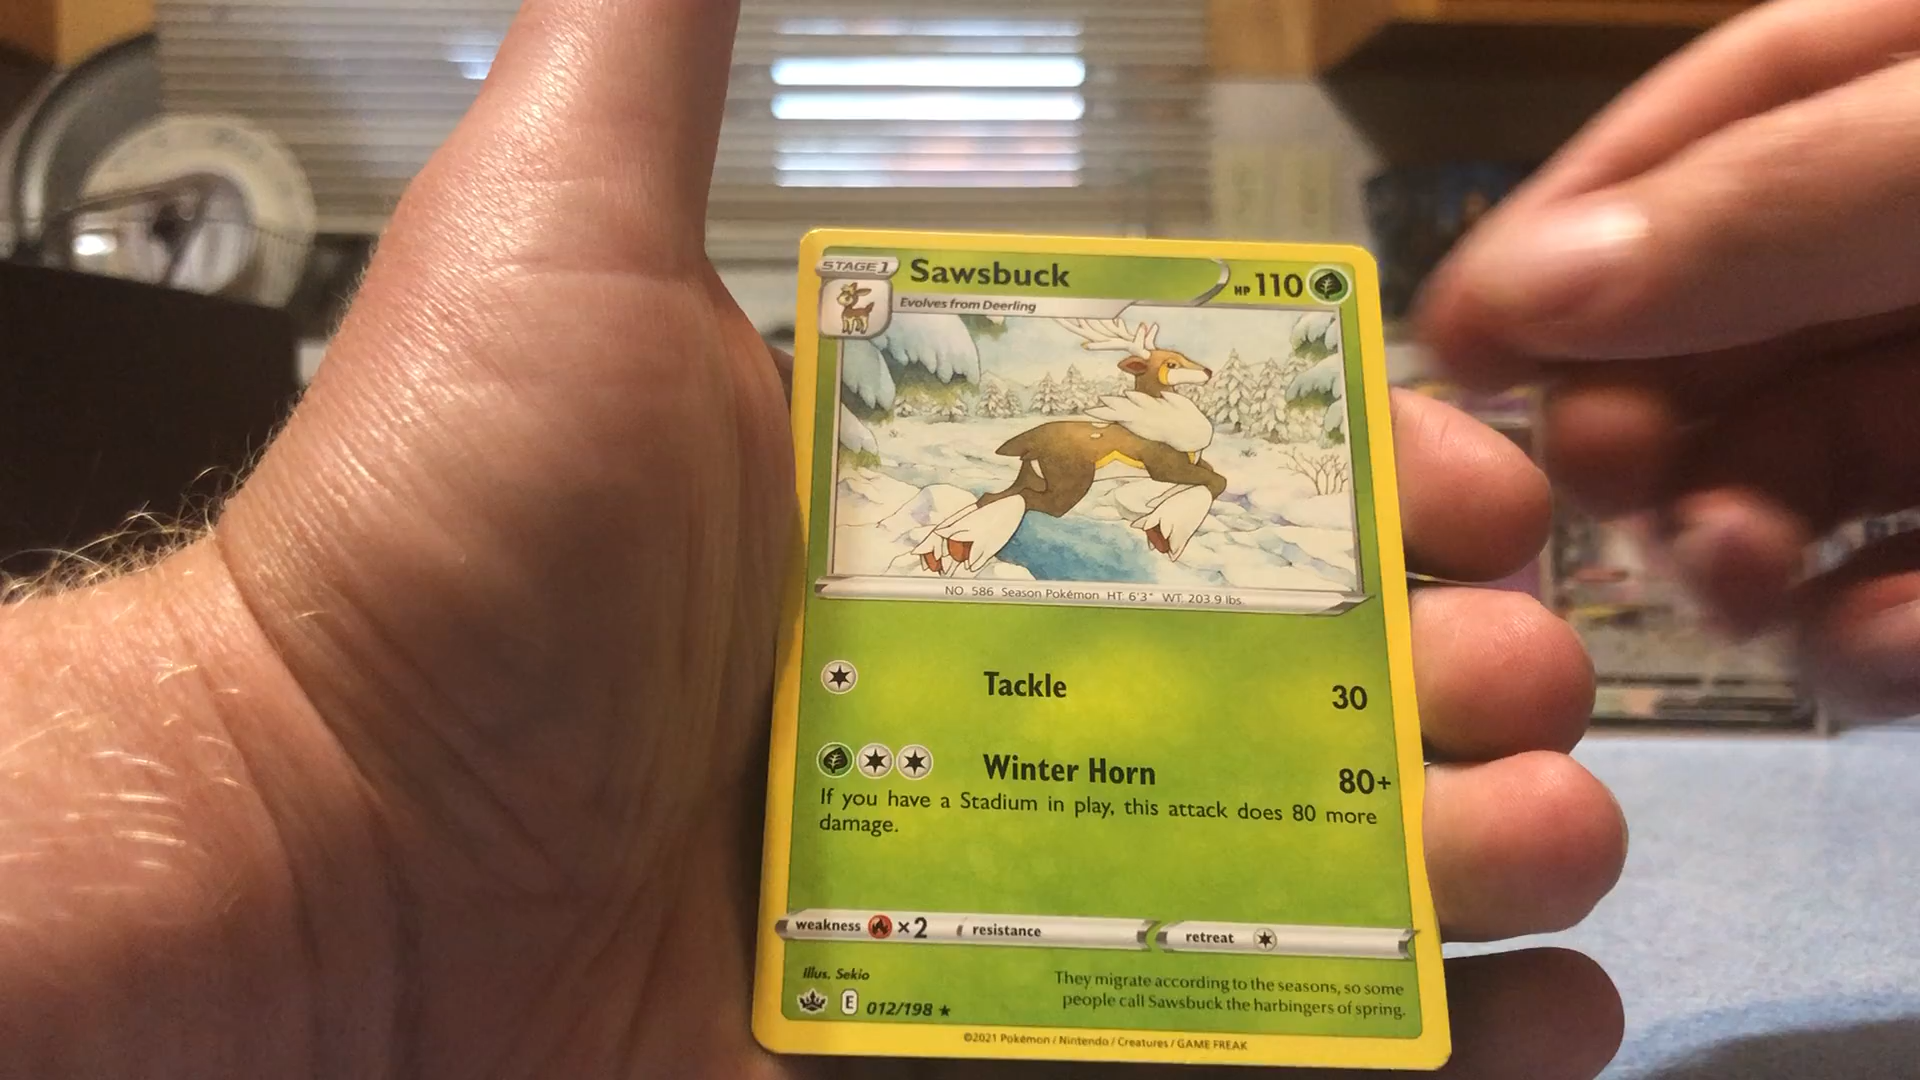 STAGE 1
Sawsbuck
HP 110
Evolves from Deerling
NO. 586 Season Pokémon HT: 6'3" WT: 203.9 lbs
Tackle 30
Winter Horn 80+
If you have a Stadium in play, this attack does 80 more
damage.
weakness ×2 resistance retreat
Illus. Sekio
They migrate according to the seasons, so some
people call Sawsbuck the harbingers of spring.
E 012/198 ★
©2021 Pokémon / Nintendo / Creatures / GAME FREAK